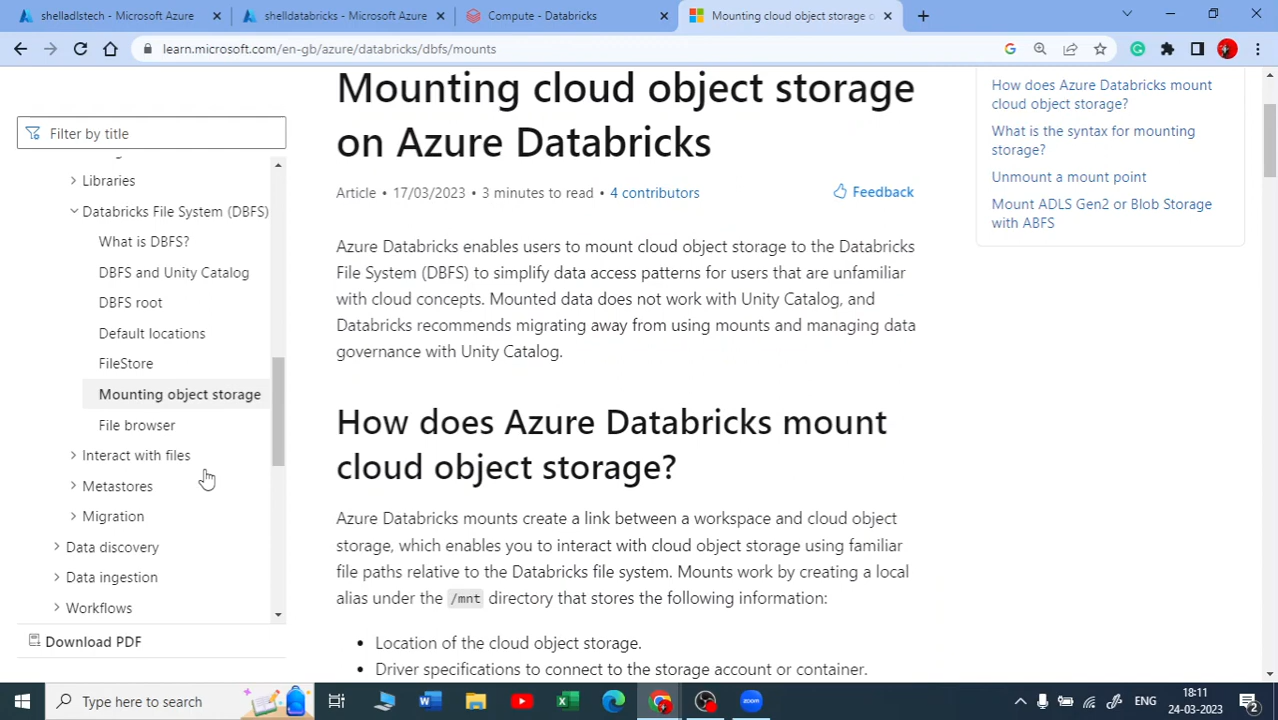 shelladlstech - Microsoft Azure
shelldatabricks - Microsoft Azure
Compute - Databricks
Mounting cloud object storage o
learn.microsoft.com/en-gb/azure/databricks/dbfs/mounts
Filter by title
Libraries
Databricks File System (DBFS)
What is DBFS?
DBFS and Unity Catalog
DBFS root
Default locations
FileStore
Mounting object storage
File browser
Interact with files
Metastores
Migration
Data discovery
Data ingestion
Workflows
Download PDF
Mounting cloud object storage
on Azure Databricks
Article • 17/03/2023 • 3 minutes to read • 4 contributors
Feedback
Azure Databricks enables users to mount cloud object storage to the Databricks
File System (DBFS) to simplify data access patterns for users that are unfamiliar
with cloud concepts. Mounted data does not work with Unity Catalog, and
Databricks recommends migrating away from using mounts and managing data
governance with Unity Catalog.
How does Azure Databricks mount
cloud object storage?
Azure Databricks mounts create a link between a workspace and cloud object
storage, which enables you to interact with cloud object storage using familiar
file paths relative to the Databricks file system. Mounts work by creating a local
alias under the /mnt directory that stores the following information:
• Location of the cloud object storage.
• Driver specifications to connect to the storage account or container.
How does Azure Databricks mount
cloud object storage?
What is the syntax for mounting
storage?
Unmount a mount point
Mount ADLS Gen2 or Blob Storage
with ABFS
Type here to search
zoom
ENG
18:11
24-03-2023
2